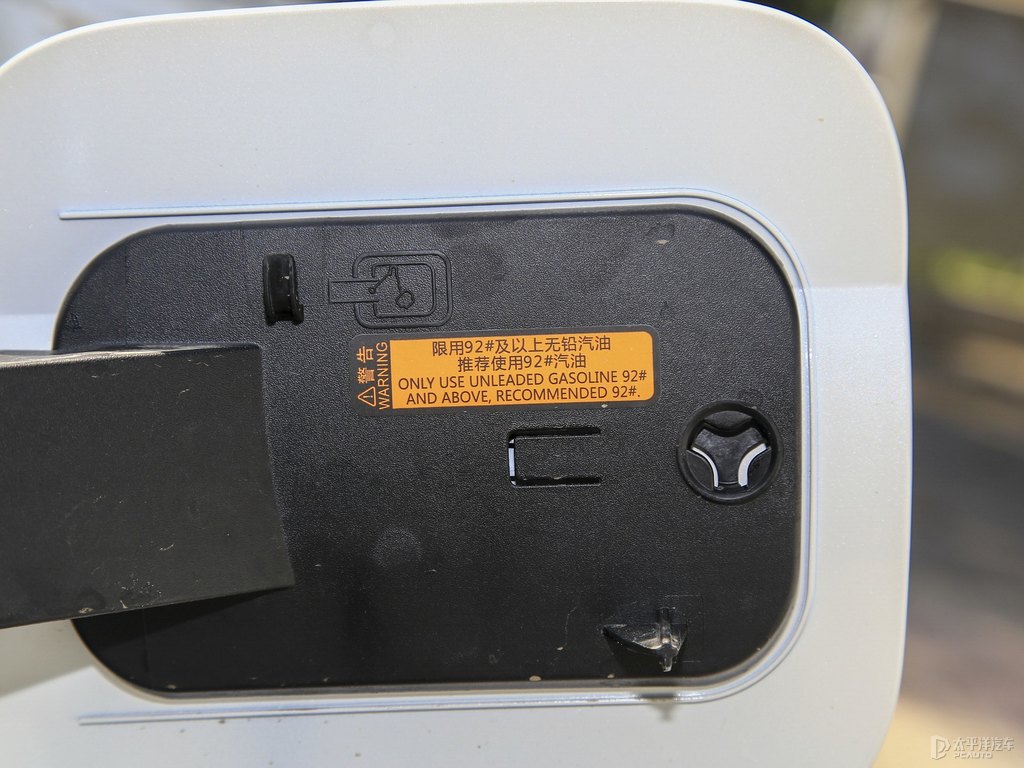 警告
WARNING
限用92#及以上无铅汽油
推荐使用92#汽油
ONLY USE UNLEADED GASOLINE 92#
AND ABOVE, RECOMMENDED 92#.
太平洋汽车
PCAUTO